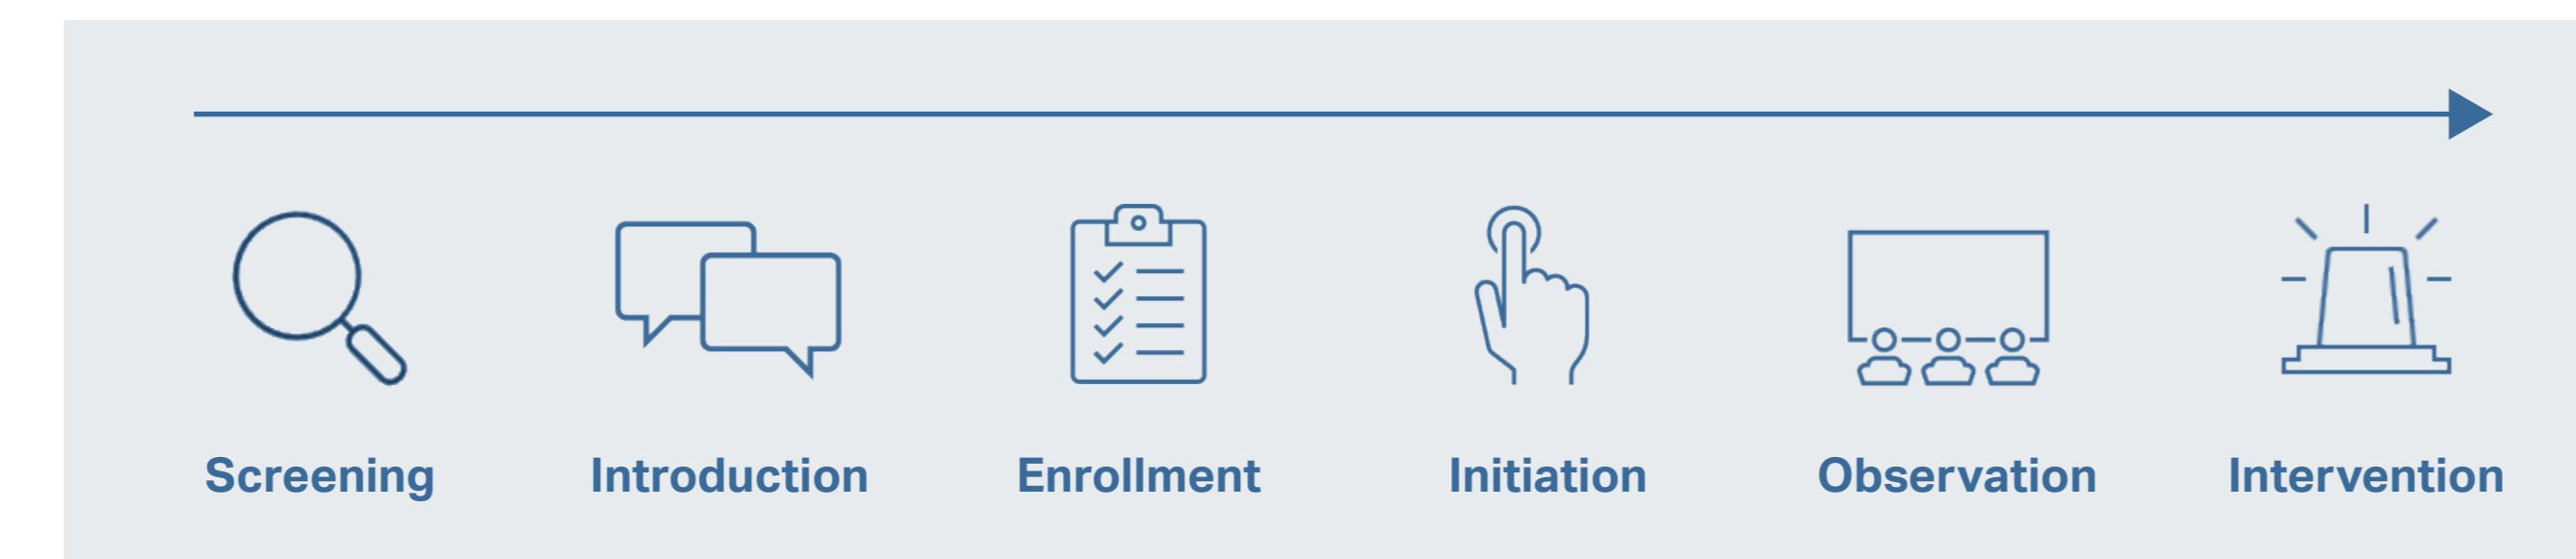 Screening
Introduction
Enrollment
Initiation
Observation
Intervention